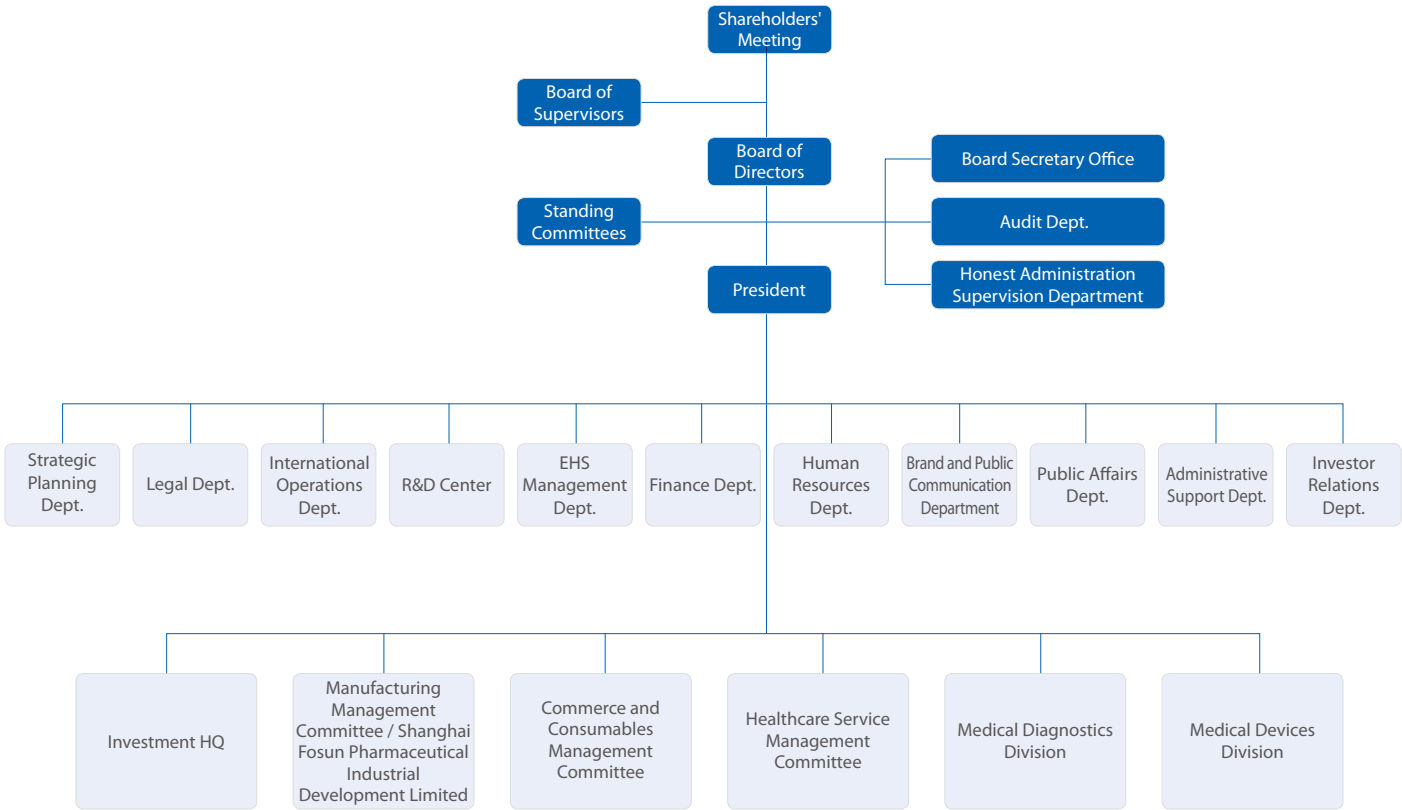 Shareholders'
Meeting
Board of
Supervisors
Board of
Directors
Board Secretary Office
Standing
Committees
Audit Dept.
President
Honest Administration
Supervision Department
Strategic
Planning
Dept.
Legal Dept.
International
Operations
Dept.
R&D Center
EHS
Management
Dept.
Finance Dept.
Human
Resources
Dept.
Brand and Public
Communication
Department
Public Affairs
Dept.
Administrative
Support Dept.
Investor
Relations
Dept.
Investment HQ
Manufacturing
Management
Committee / Shanghai
Fosun Pharmaceutical
Industrial
Development Limited
Commerce and
Consumables
Management
Committee
Healthcare Service
Management
Committee
Medical Diagnostics
Division
Medical Devices
Division